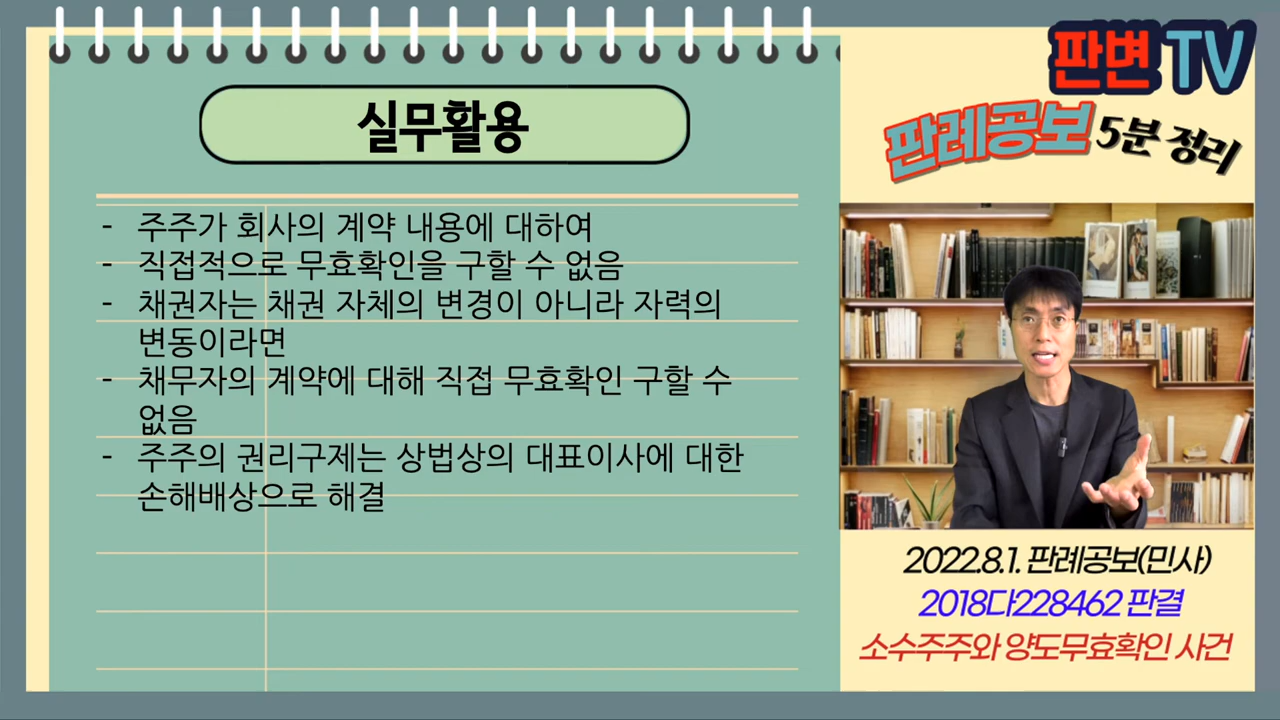 판변 TV
판례공보 5분 정리
실무활용
- 주주가 회사의 계약 내용에 대하여
- 직접적으로 무효확인을 구할 수 없음
- 채권자는 채권 자체의 변경이 아니라 자력의
변동이라면
- 채무자의 계약에 대해 직접 무효확인 구할 수
없음
- 주주의 권리구제는 상법상의 대표이사에 대한
손해배상으로 해결
2022.8.1. 판례공보(민사)
2018다228462 판결
소수주주와 양도무효확인 사건